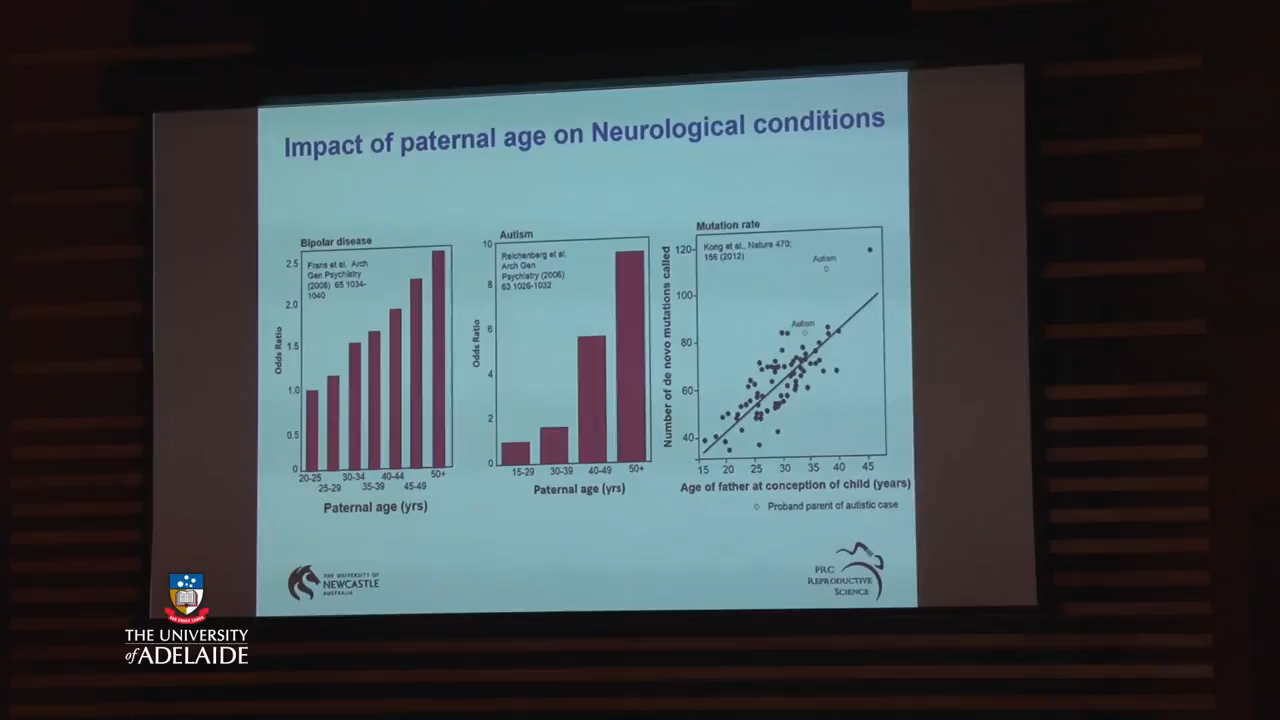 Impact of paternal age on Neurological conditions
Bipolar disease
Frans et al. Arch
Gen Psychiatry
(2008) 65 1034-
1040
Odds Ratio
2.5
2.0
1.5
1.0
0.5
0
20-25
25-29
30-34
35-39
40-44
45-49
50+
Paternal age (yrs)
Autism
Reichenberg et al.
Arch Gen
Psychiatry (2006)
63 1026-1032
Odds Ratio
10
8
6
4
2
0
15-29
30-39
40-49
50+
Paternal age (yrs)
Mutation rate
Kong et al., Nature 470;
156 (2012)
Number of de novo mutations called
120
100
80
60
40
Autism
Autism
15 20 25 30 35 40 45
Age of father at conception of child (years)
Proband parent of autistic case
THE UNIVERSITY OF
NEWCASTLE
AUSTRALIA
PRC
REPRODUCTIVE
SCIENCE
THE UNIVERSITY
of ADELAIDE